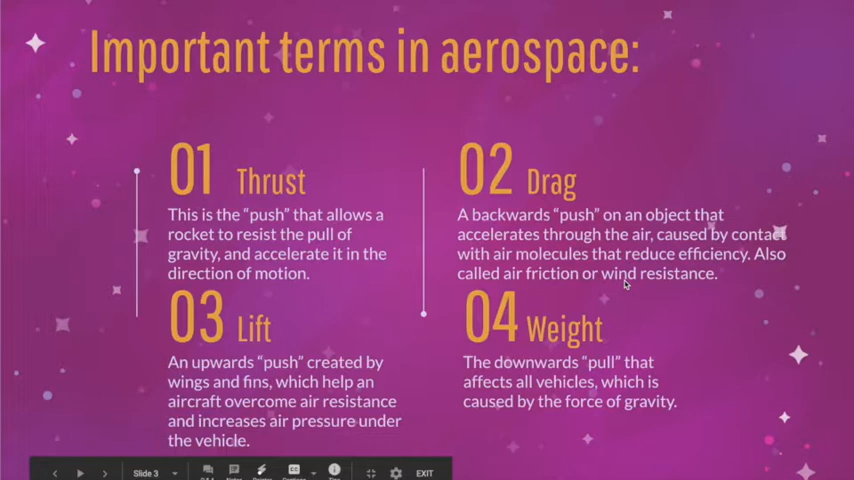 Important terms in aerospace:
01 Thrust
This is the “push” that allows a
rocket to resist the pull of
gravity, and accelerate it in the
direction of motion.
02 Drag
A backwards “push” on an object that
accelerates through the air, caused by contact
with air molecules that reduce efficiency. Also
called air friction or wind resistance.
03 Lift
An upwards “push” created by
wings and fins, which help an
aircraft overcome air resistance
and increases air pressure under
the vehicle.
04 Weight
The downwards “pull” that
affects all vehicles, which is
caused by the force of gravity.
Slide 3
EXIT